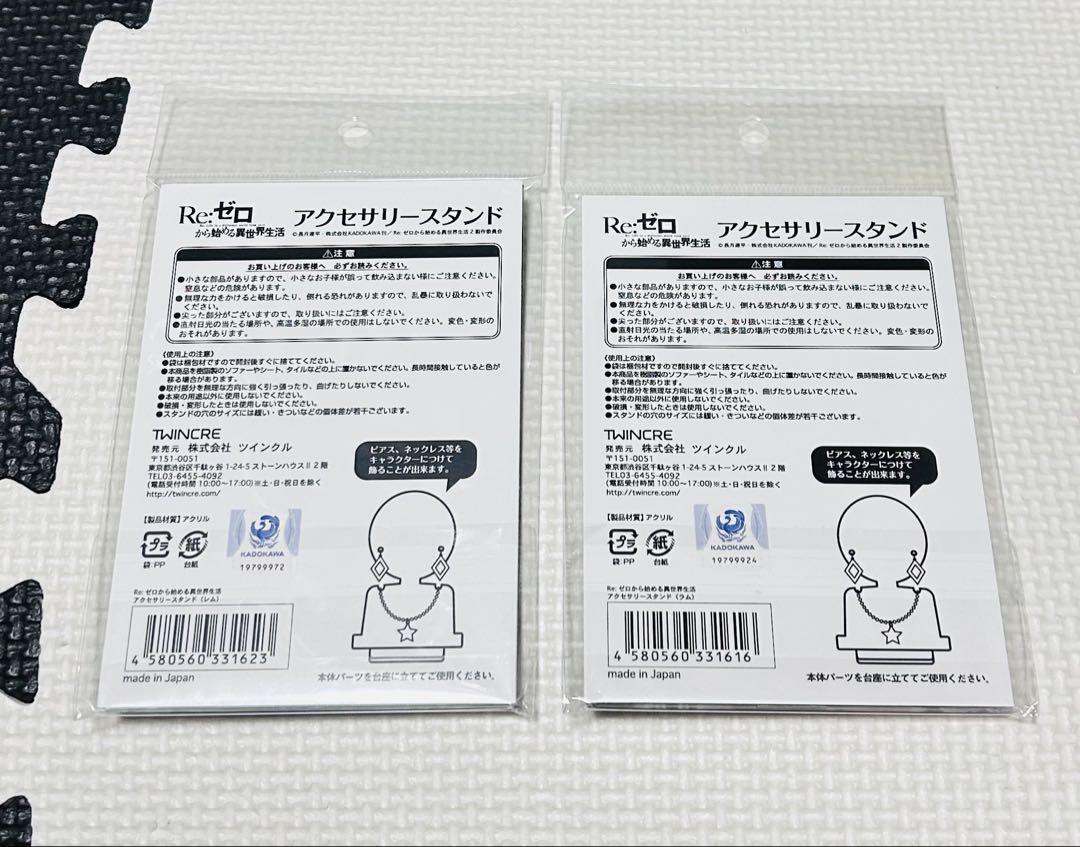 Re:ゼロ
から始める異世界生活
アクセサリースタンド
©長月達平・株式会社KADOKAWA刊/Re:ゼロから始める異世界生活2製作委員会
⚠注意
お買い上げのお客様へ 必ずお読みください。
●小さな部品がありますので、小さなお子様が誤って飲み込まない様にご注意ください。
窒息などの危険があります。
●無理な力をかけると破損したり、倒れる恐れがありますので、乱暴に取り扱わないで
ください。
●尖った部分がございますので、取り扱いにはご注意ください。
●直射日光の当たる場所や、高温多湿の場所での使用はしないでください。変色・変形の
おそれがあります。
〈使用上の注意〉
●袋は梱包材ですので開封後すぐに捨ててください。
●本商品を樹脂製のソファーやシート、タイルなどの上に置かないでください。長時間接触していると色が
移る場合があります。
●取付部分を無理な方向に強く引っ張ったり、曲げたりしないでください。
●本来の用途以外に使用しないでください。
●破損・変形したときは使用しないでください。
●スタンドの穴のサイズには緩い・きついなどの個体差が若干ございます。
TWINCRE
発売元 株式会社 ツインクル
〒151-0051
東京都渋谷区千駄ヶ谷 1-24-5 ストーンハウスⅡ 2階
TEL03-6455-4092
(電話受付時間 10:00~17:00)※土・日・祝日を除く
http://twincre.com/
ピアス、ネックレス等を
キャラクターにつけて
飾ることが出来ます。
【製品材質】アクリル
プラ
袋:PP
紙
台紙
KADOKAWA
19799972
Re:ゼロから始める異世界生活
アクセサリースタンド(レム)
4 580560 331623
made in Japan
本体パーツを台座に立ててご使用ください。
Re:ゼロ
から始める異世界生活
アクセサリースタンド
©長月達平・株式会社KADOKAWA刊/Re:ゼロから始める異世界生活2製作委員会
⚠注意
お買い上げのお客様へ 必ずお読みください。
●小さな部品がありますので、小さなお子様が誤って飲み込まない様にご注意ください。
窒息などの危険があります。
●無理な力をかけると破損したり、倒れる恐れがありますので、乱暴に取り扱わないで
ください。
●尖った部分がございますので、取り扱いにはご注意ください。
●直射日光の当たる場所や、高温多湿の場所での使用はしないでください。変色・変形の
おそれがあります。
〈使用上の注意〉
●袋は梱包材ですので開封後すぐに捨ててください。
●本商品を樹脂製のソファーやシート、タイルなどの上に置かないでください。長時間接触していると色が
移る場合があります。
●取付部分を無理な方向に強く引っ張ったり、曲げたりしないでください。
●本来の用途以外に使用しないでください。
●破損・変形したときは使用しないでください。
●スタンドの穴のサイズには緩い・きついなどの個体差が若干ございます。
TWINCRE
発売元 株式会社 ツインクル
〒151-0051
東京都渋谷区千駄ヶ谷 1-24-5 ストーンハウスⅡ 2階
TEL03-6455-4092
(電話受付時間 10:00~17:00)※土・日・祝日を除く
http://twincre.com/
ピアス、ネックレス等を
キャラクターにつけて
飾ることが出来ます。
【製品材質】アクリル
プラ
袋:PP
紙
台紙
KADOKAWA
19799924
Re:ゼロから始める異世界生活
アクセサリースタンド(ラム)
4 580560 331616
made in Japan
本体パーツを台座に立ててご使用ください。